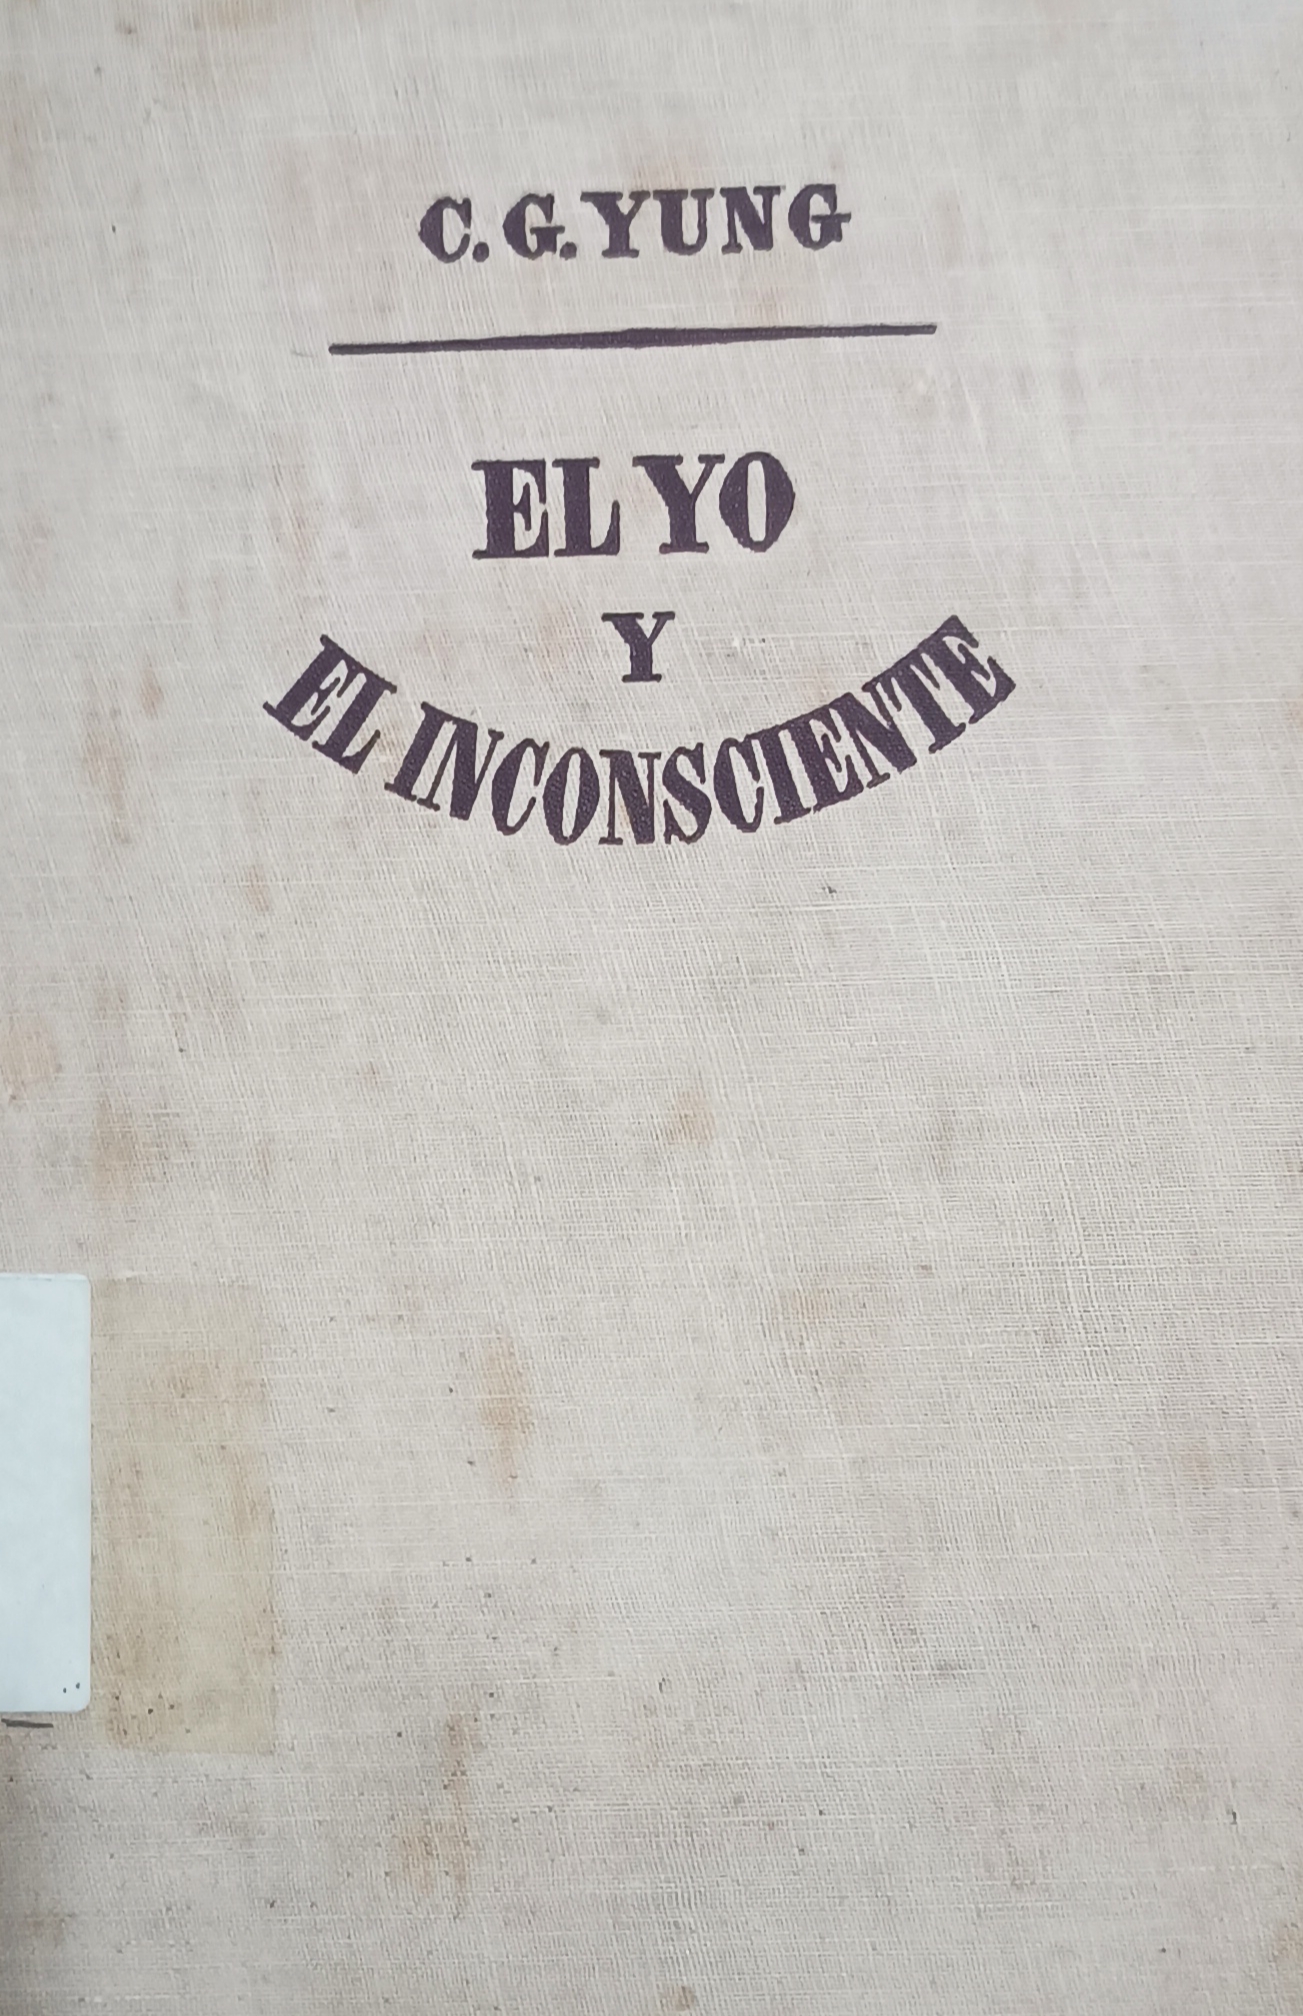 C. G. YUNG
EL YO
Y
EL INCONSCIENTE